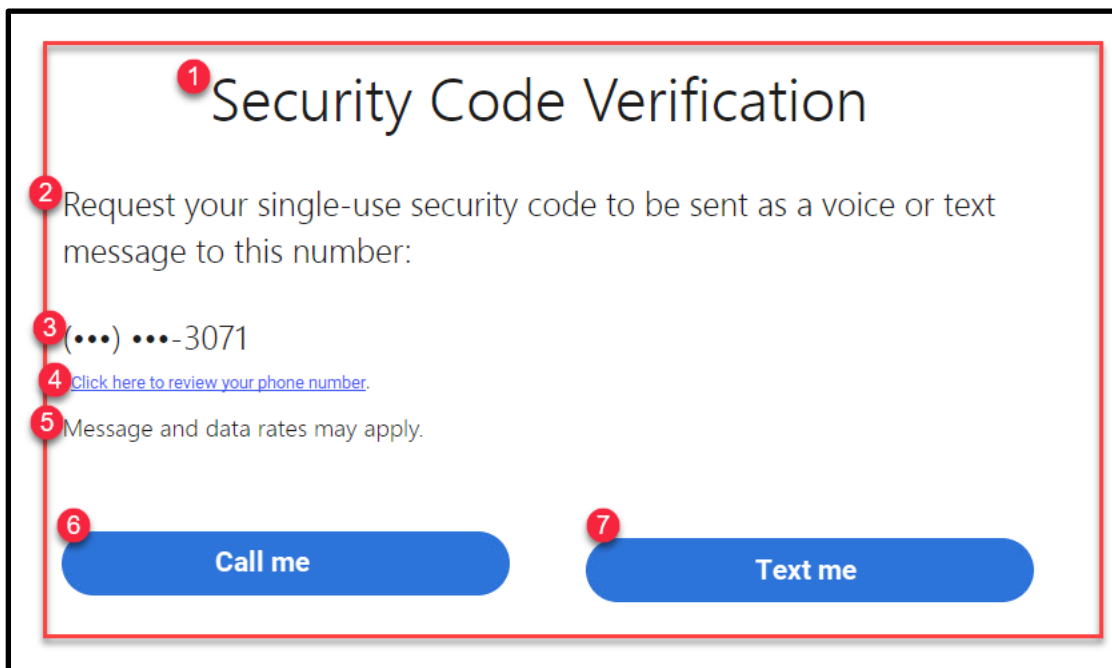 1 Security Code Verification
2 Request your single-use security code to be sent as a voice or text
message to this number:
3 (•••) •••-3071
4 Click here to review your phone number.
5 Message and data rates may apply.
6 7
Call me Text me